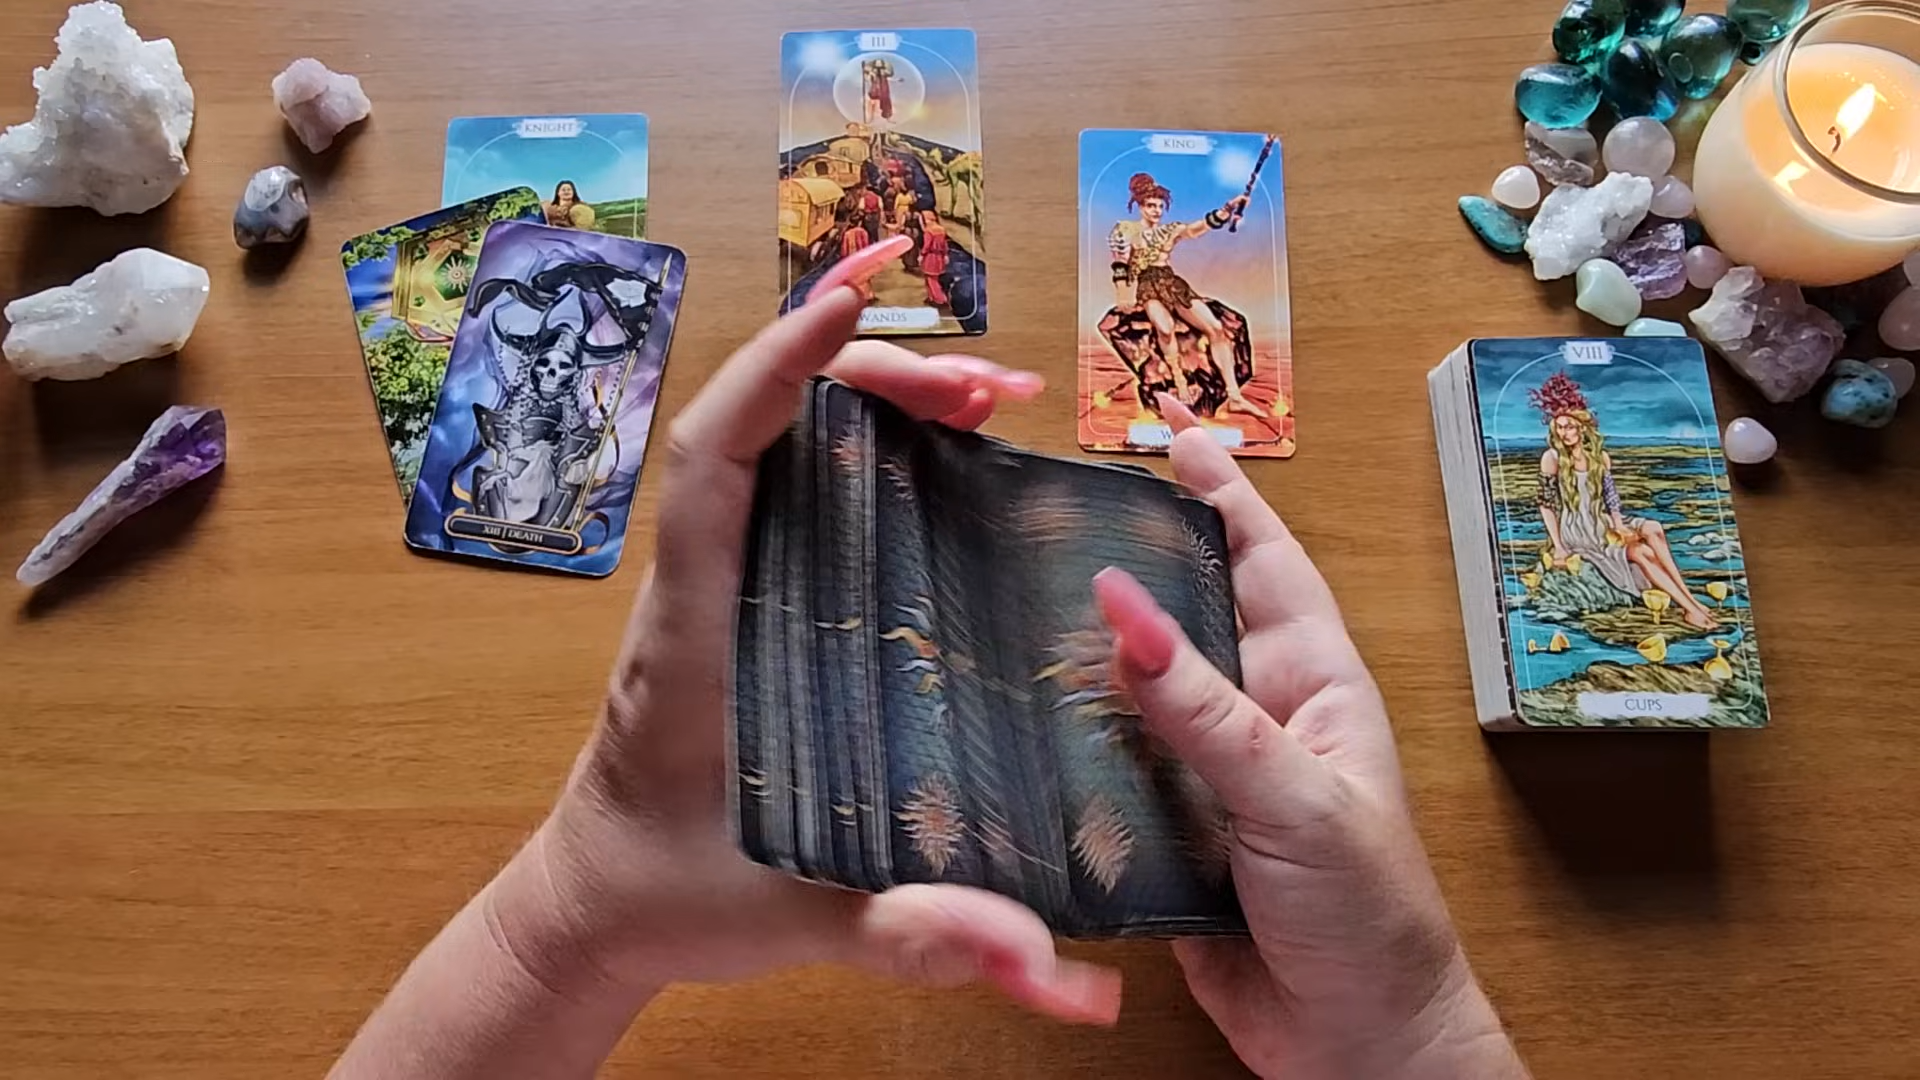 KNIGHT
XIII | DEATH
III
WANDS
KING
VIII
CUPS